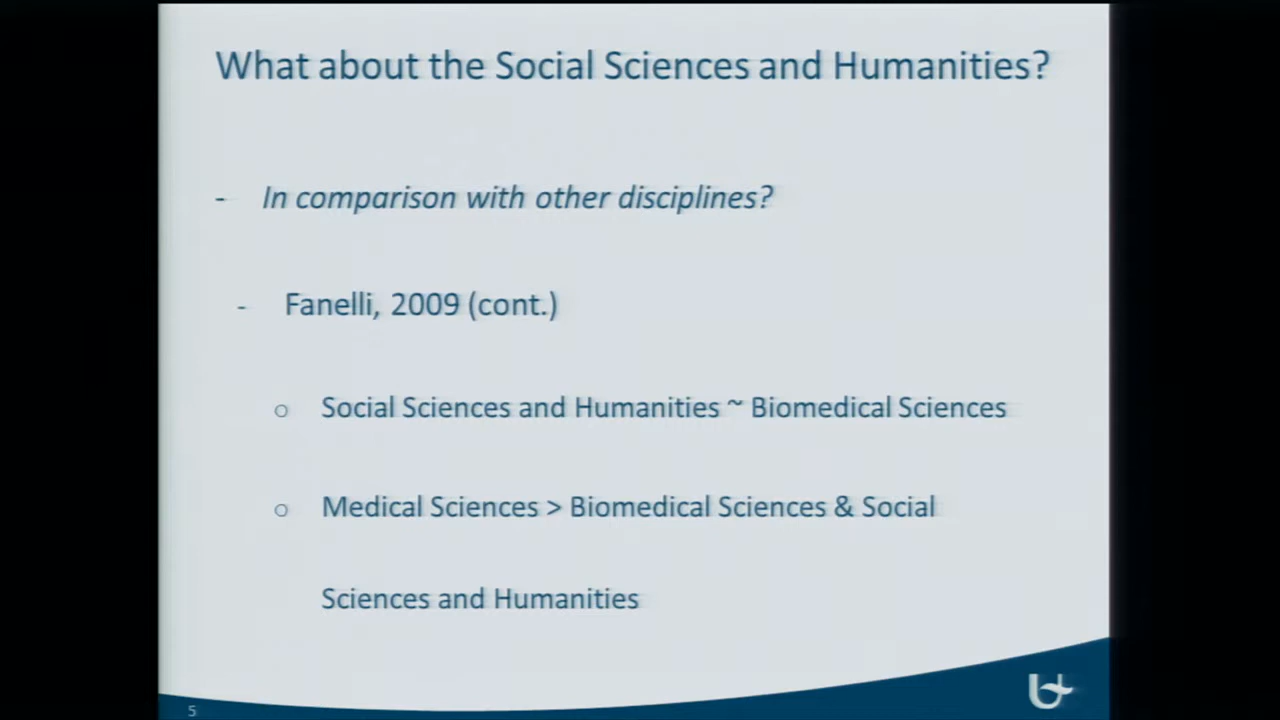 What about the Social Sciences and Humanities?
- In comparison with other disciplines?
- Fanelli, 2009 (cont.)
o Social Sciences and Humanities ~ Biomedical Sciences
o Medical Sciences > Biomedical Sciences & Social
Sciences and Humanities
5